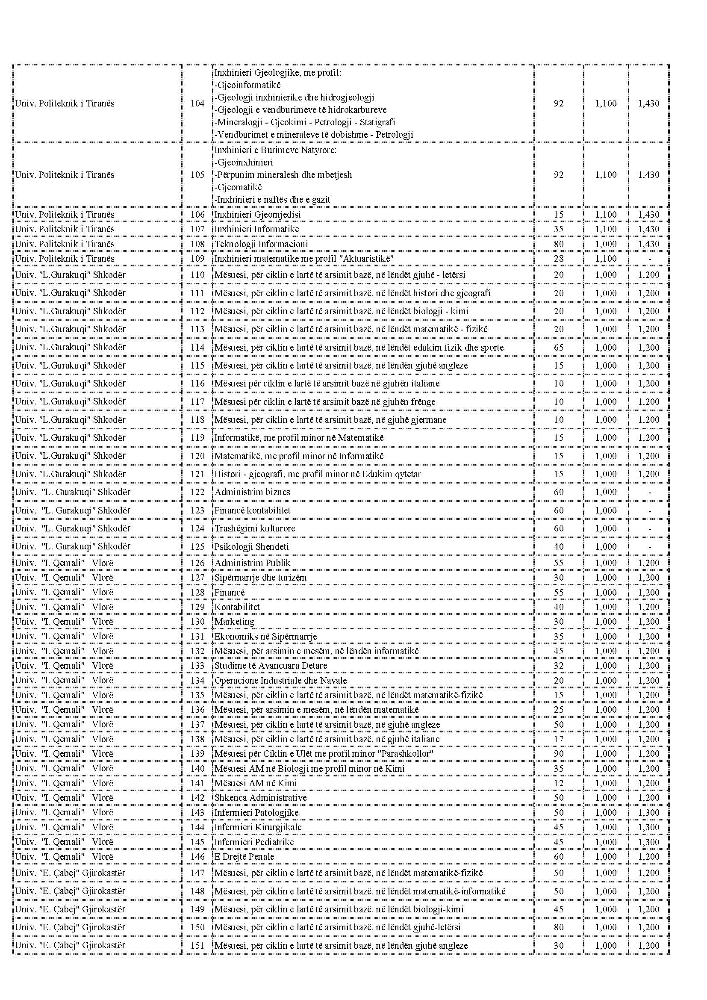 Univ. Politeknik i Tiranës 104 Inxhinieri Gjeologjike, me profil: 92 1,100 1,430
-Gjeoinformatikë
-Gjeologji inxhinierike dhe hidrogjeologji
-Gjeologji e vendburimeve të hidrokarbureve
-Mineralogji - Gjeokimi - Petrologji - Statigrafi
-Vendburimet e mineraleve të dobishme - Petrologji
Univ. Politeknik i Tiranës 105 Inxhinieri e Burimeve Natyrore: 92 1,100 1,430
-Gjeoinxhinieri
-Përpunim mineralesh dhe mbetjesh
-Gjeomatikë
-Inxhinieri e naftës dhe e gazit
Univ. Politeknik i Tiranës 106 Inxhinieri Gjeomjedisi 15 1,100 1,430
Univ. Politeknik i Tiranës 107 Inxhinieri Informatike 35 1,100 1,430
Univ. Politeknik i Tiranës 108 Teknologji Informacioni 80 1,000 1,430
Univ. Politeknik i Tiranës 109 Inxhinieri matematike me profil "Aktuaristikë" 28 1,100 -
Univ. "L.Gurakuqi" Shkodër 110 Mësuesi, për ciklin e lartë të arsimit bazë, në lëndët gjuhë - letërsi 20 1,000 1,200
Univ. "L.Gurakuqi" Shkodër 111 Mësuesi, për ciklin e lartë të arsimit bazë, në lëndët histori dhe gjeografi 20 1,000 1,200
Univ. "L.Gurakuqi" Shkodër 112 Mësuesi, për ciklin e lartë të arsimit bazë, në lëndët biologji - kimi 20 1,000 1,200
Univ. "L.Gurakuqi" Shkodër 113 Mësuesi, për ciklin e lartë të arsimit bazë, në lëndët matematikë - fizikë 20 1,000 1,200
Univ. "L.Gurakuqi" Shkodër 114 Mësuesi, për ciklin e lartë të arsimit bazë, në lëndët edukim fizik dhe sporte 65 1,000 1,200
Univ. "L.Gurakuqi" Shkodër 115 Mësuesi, për ciklin e lartë të arsimit bazë, në lëndën gjuhë angleze 15 1,000 1,200
Univ. "L.Gurakuqi" Shkodër 116 Mësuesi për ciklin e lartë të arsimit bazë në gjuhën italiane 10 1,000 1,200
Univ. "L.Gurakuqi" Shkodër 117 Mësuesi për ciklin e lartë të arsimit bazë në gjuhën frënge 10 1,000 1,200
Univ. "L.Gurakuqi" Shkodër 118 Mësuesi, për ciklin e lartë të arsimit bazë, në gjuhë gjermane 10 1,000 1,200
Univ. "L.Gurakuqi" Shkodër 119 Informatikë, me profil minor në Matematikë 15 1,000 1,200
Univ. "L.Gurakuqi" Shkodër 120 Matematikë, me profil minor në Informatikë 15 1,000 1,200
Univ. "L.Gurakuqi" Shkodër 121 Histori - gjeografi, me profil minor në Edukim qytetar 15 1,000 1,200
Univ. "L. Gurakuqi" Shkodër 122 Administrim biznes 60 1,000 -
Univ. "L. Gurakuqi" Shkodër 123 Financë kontabilitet 60 1,000 -
Univ. "L. Gurakuqi" Shkodër 124 Trashëgimi kulturore 60 1,000 -
Univ. "L. Gurakuqi" Shkodër 125 Psikologji Shendeti 40 1,000 -
Univ. "I. Qemali" Vlorë 126 Administrim Publik 55 1,000 1,200
Univ. "I. Qemali" Vlorë 127 Sipërmarrje dhe turizëm 30 1,000 1,200
Univ. "I. Qemali" Vlorë 128 Financë 55 1,000 1,200
Univ. "I. Qemali" Vlorë 129 Kontabilitet 40 1,000 1,200
Univ. "I. Qemali" Vlorë 130 Marketing 30 1,000 1,200
Univ. "I. Qemali" Vlorë 131 Ekonomiks në Sipërmarrje 35 1,000 1,200
Univ. "I. Qemali" Vlorë 132 Mësuesi, për arsimin e mesëm, në lëndën informatikë 45 1,000 1,200
Univ. "I. Qemali" Vlorë 133 Studime të Avancuara Detare 32 1,000 1,200
Univ. "I. Qemali" Vlorë 134 Operacione Industriale dhe Navale 20 1,000 1,200
Univ. "I. Qemali" Vlorë 135 Mësuesi, për ciklin e lartë të arsimit bazë, në lëndët matematikë-fizikë 15 1,000 1,200
Univ. "I. Qemali" Vlorë 136 Mësuesi, për arsimin e mesëm, në lëndën matematikë 25 1,000 1,200
Univ. "I. Qemali" Vlorë 137 Mësuesi, për ciklin e lartë të arsimit bazë, në gjuhë angleze 50 1,000 1,200
Univ. "I. Qemali" Vlorë 138 Mësuesi, për ciklin e lartë të arsimit bazë, në gjuhë italiane 17 1,000 1,200
Univ. "I. Qemali" Vlorë 139 Mësuesi për Ciklin e Ulët me profil minor "Parashkollor" 90 1,000 1,200
Univ. "I. Qemali" Vlorë 140 Mësuesi AM në Biologji me profil minor në Kimi 35 1,000 1,200
Univ. "I. Qemali" Vlorë 141 Mësuesi AM në Kimi 12 1,000 1,200
Univ. "I. Qemali" Vlorë 142 Shkenca Administrative 50 1,000 1,200
Univ. "I. Qemali" Vlorë 143 Infermieri Patologjike 50 1,000 1,300
Univ. "I. Qemali" Vlorë 144 Infermieri Kirurgjikale 45 1,000 1,300
Univ. "I. Qemali" Vlorë 145 Infermieri Pediatrike 45 1,000 1,300
Univ. "I. Qemali" Vlorë 146 E Drejtë Penale 60 1,000 1,200
Univ. "E. Çabej" Gjirokastër 147 Mësuesi, për ciklin e lartë të arsimit bazë, në lëndët matematikë-fizikë 50 1,000 1,200
Univ. "E. Çabej" Gjirokastër 148 Mësuesi, për ciklin e lartë të arsimit bazë, në lëndët matematikë-informatikë 50 1,000 1,200
Univ. "E. Çabej" Gjirokastër 149 Mësuesi, për ciklin e lartë të arsimit bazë, në lëndët biologji-kimi 45 1,000 1,200
Univ. "E. Çabej" Gjirokastër 150 Mësuesi, për ciklin e lartë të arsimit bazë, në lëndët gjuhë-letërsi 80 1,000 1,200
Univ. "E. Çabej" Gjirokastër 151 Mësuesi, për ciklin e lartë të arsimit bazë, në lëndën gjuhë angleze 30 1,000 1,200